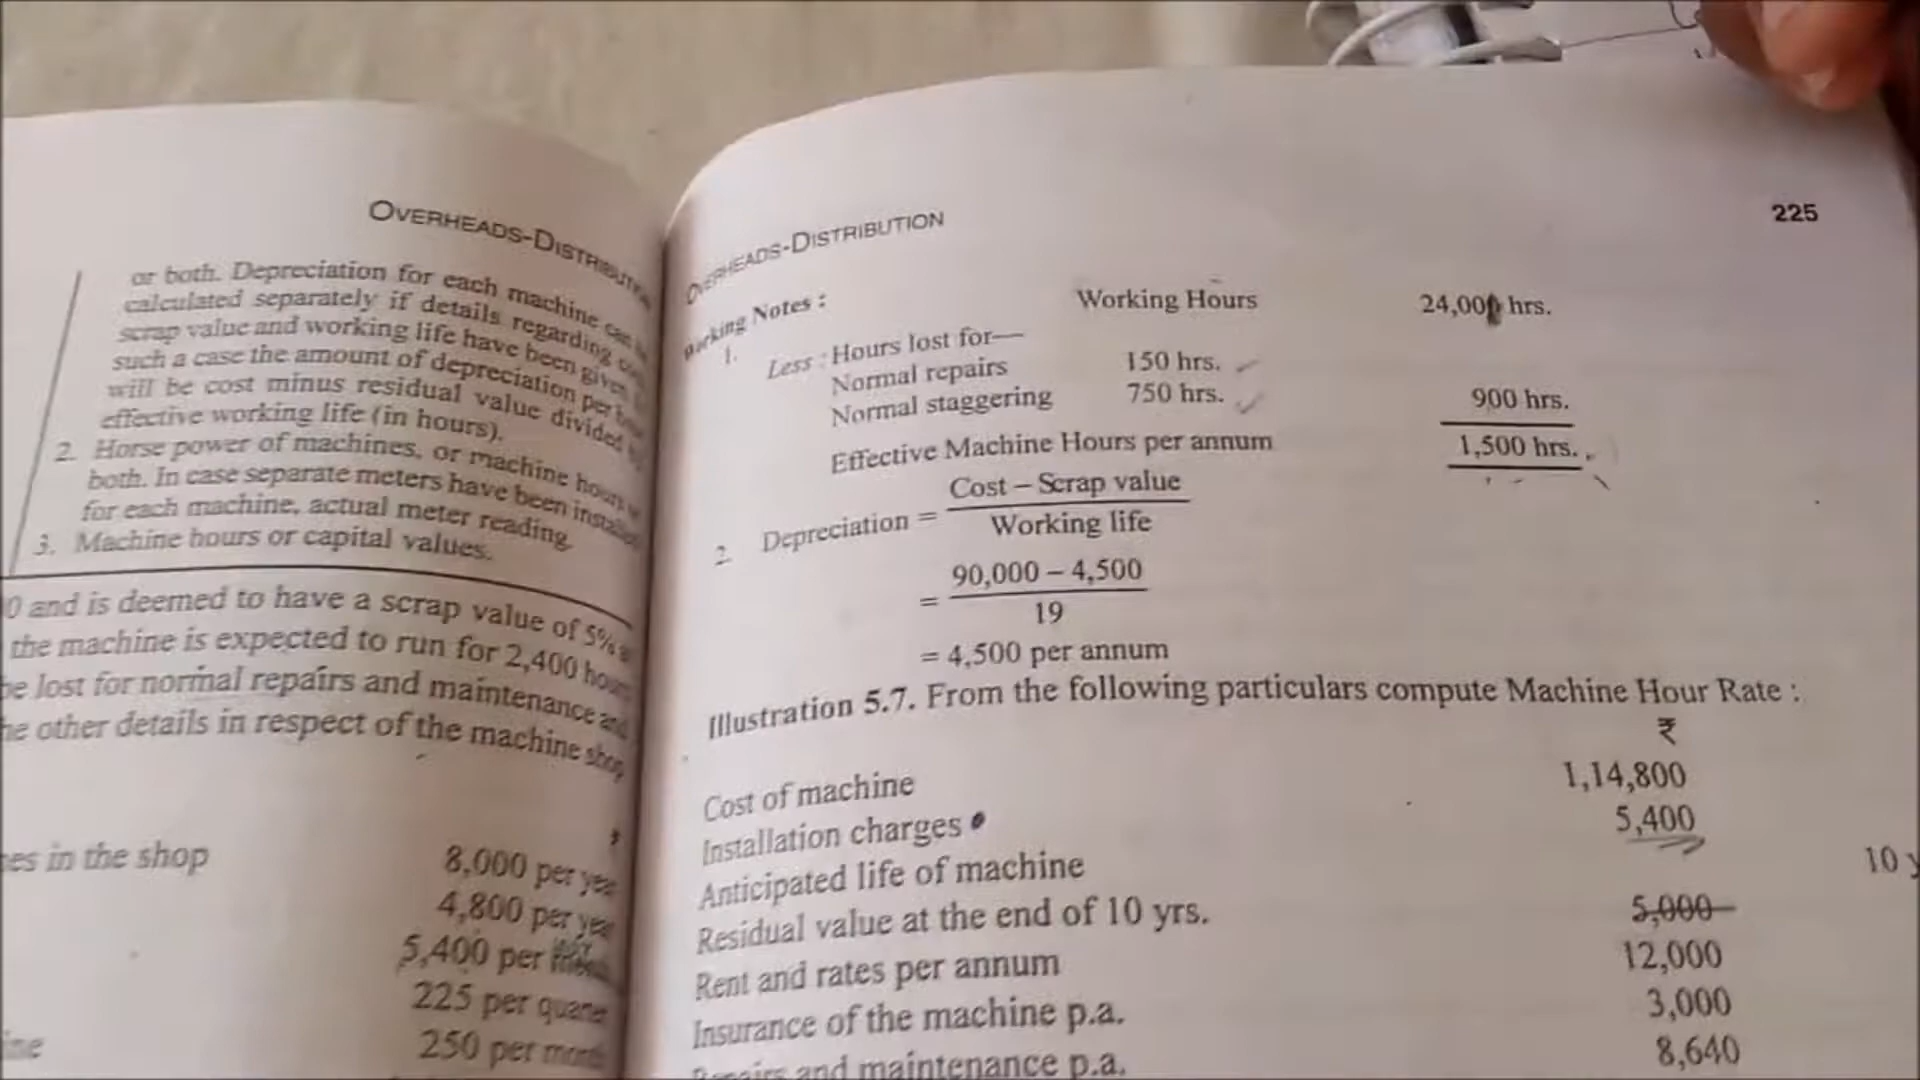 OVERHEADS-DISTRIBUTI
or both. Depreciation for each machine can
calculated separately if details regarding
scrap value and working life have been given
such a case the amount of depreciation per
will be cost minus residual value divided
effective working life (in hours).
2. Horse power of machines, or machine hours
both. In case separate meters have been installed
for each machine, actual meter reading.
3. Machine hours or capital values.
0 and is deemed to have a scrap value of 5%
the machine is expected to run for 2,400 hours
be lost for normal repairs and maintenance and
he other details in respect of the machine shop
₹
es in the shop 8,000 per year
4,800 per year
5,400 per
225 per quarter
ine 250 per month
OVERHEADS-DISTRIBUTION 225
Working Notes :
1. Working Hours 24,000 hrs.
Less : Hours lost for—
Normal repairs 150 hrs.
Normal staggering 750 hrs. 900 hrs.
Effective Machine Hours per annum 1,500 hrs.
2. Depreciation = Cost – Scrap value
Working life
= 90,000 – 4,500
19
= 4,500 per annum
Illustration 5.7. From the following particulars compute Machine Hour Rate :
₹
Cost of machine 1,14,800
Installation charges 5,400
Anticipated life of machine 10 y
Residual value at the end of 10 yrs. 5,000
Rent and rates per annum 12,000
Insurance of the machine p.a. 3,000
Repairs and maintenance p.a. 8,640